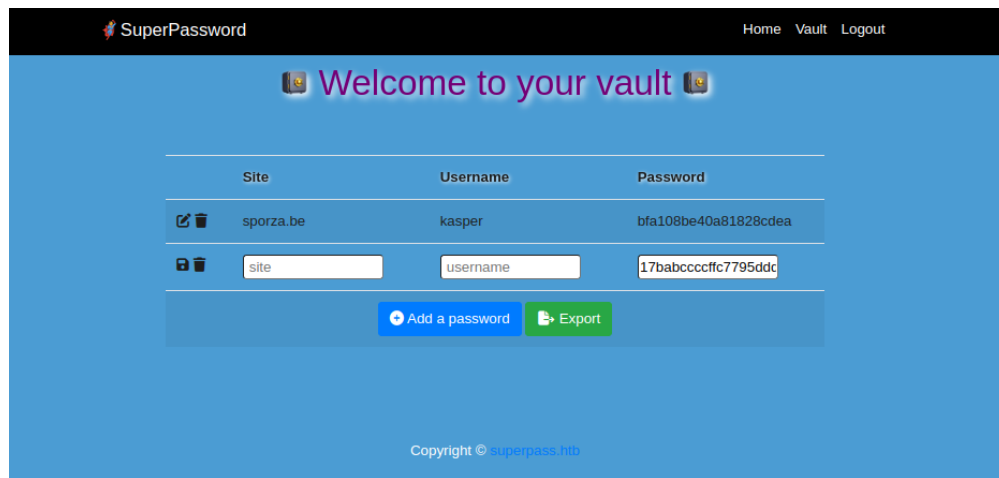 SuperPassword Home Vault Logout
Welcome to your vault
Site Username Password
sporza.be kasper bfa108be40a81828cdea
site username 17babccccffc7795ddc
Add a password Export
Copyright © superpass.htb